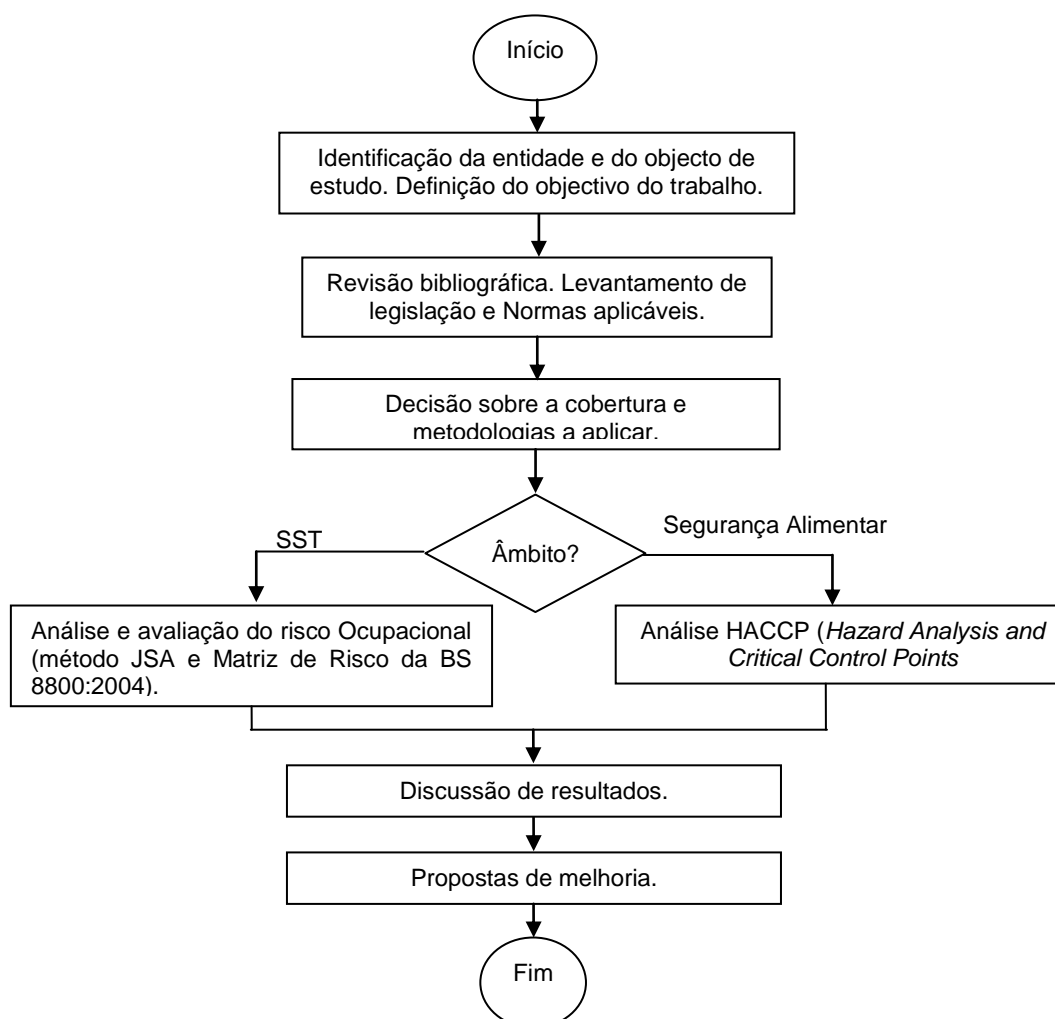 Início
Identificação da entidade e do objecto de
estudo. Definição do objectivo do trabalho.
Revisão bibliográfica. Levantamento de
legislação e Normas aplicáveis.
Decisão sobre a cobertura e
metodologias a aplicar.
Âmbito?
SST
Segurança Alimentar
Análise e avaliação do risco Ocupacional
(método JSA e Matriz de Risco da BS
8800:2004).
Análise HACCP (Hazard Analysis and
Critical Control Points
Discussão de resultados.
Propostas de melhoria.
Fim